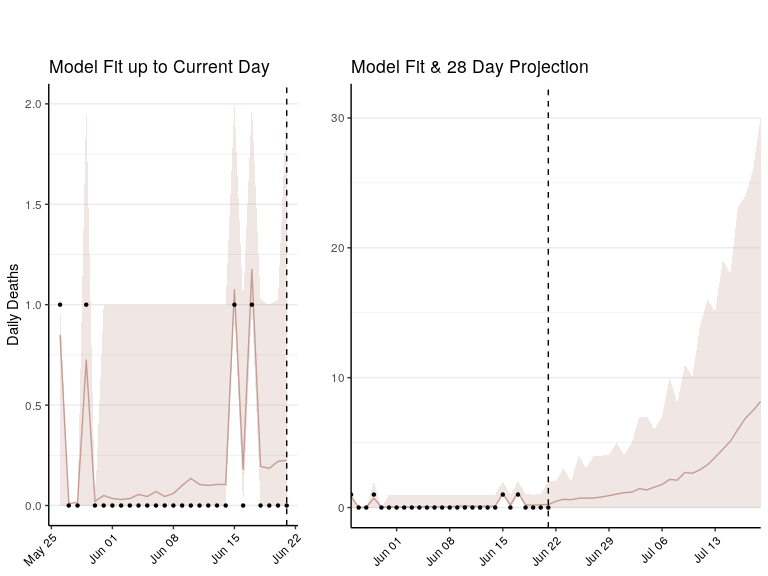 Model Fit up to Current Day
Model Fit & 28 Day Projection
Daily Deaths
2.0
1.5
1.0
0.5
0.0
May 25
Jun 01
Jun 08
Jun 15
Jun 22
30
20
10
0
Jun 01
Jun 08
Jun 15
Jun 22
Jun 29
Jul 06
Jul 13